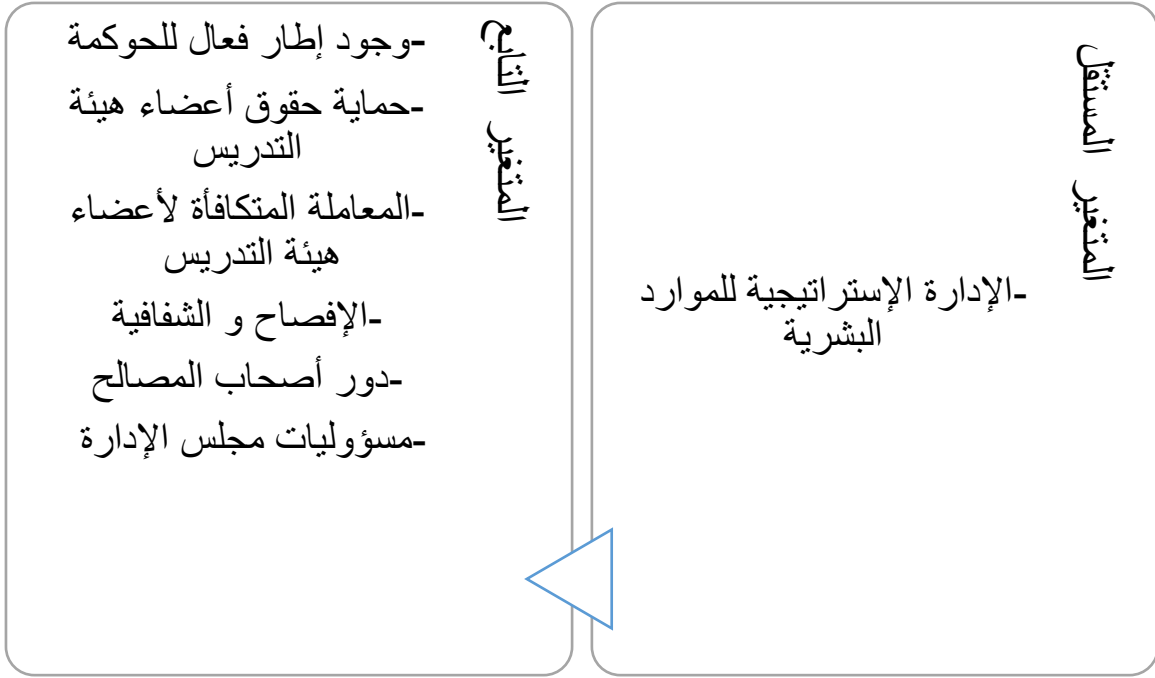 المتغير المستقل
-الإدارة الإستراتيجية للموارد
البشرية
المتغير التابع
-وجود إطار فعال للحوكمة
-حماية حقوق أعضاء هيئة
التدريس
-المعاملة المتكافأة لأعضاء
هيئة التدريس
-الإفصاح و الشفافية
-دور أصحاب المصالح
-مسؤوليات مجلس الإدارة